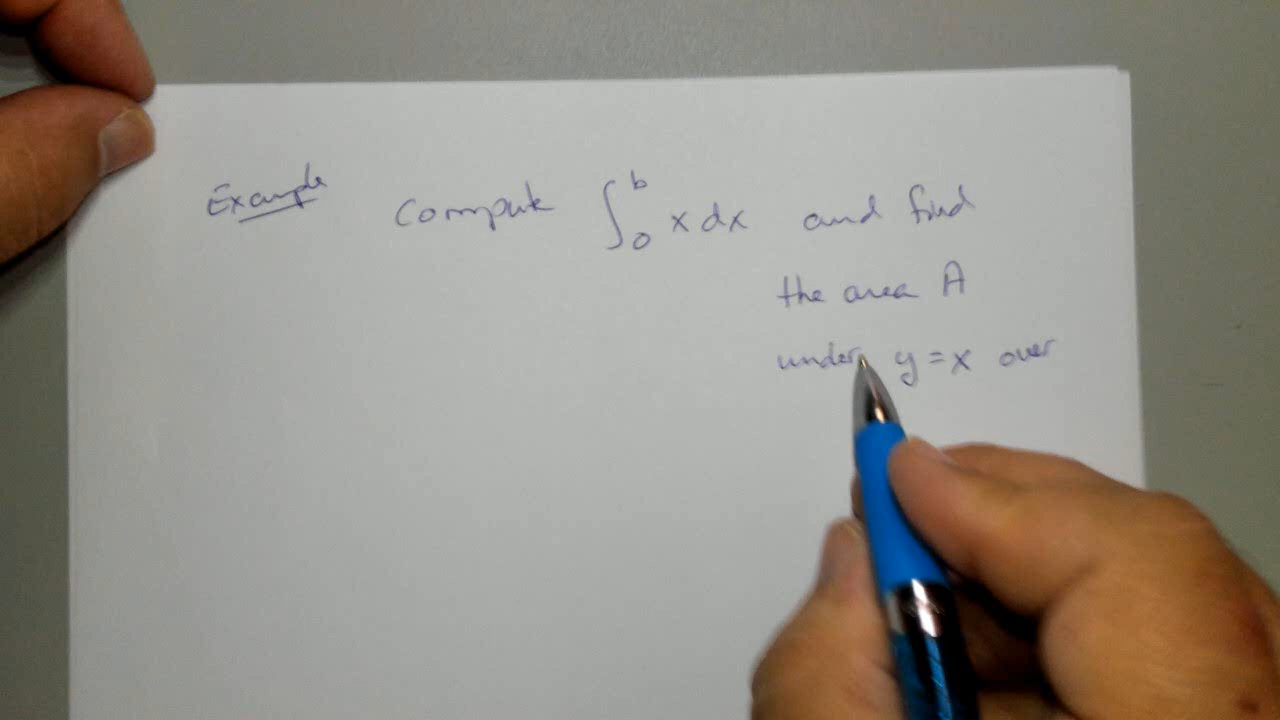 Example Compute ∫₀ᵇ x dx and find
the area A
under y = x over